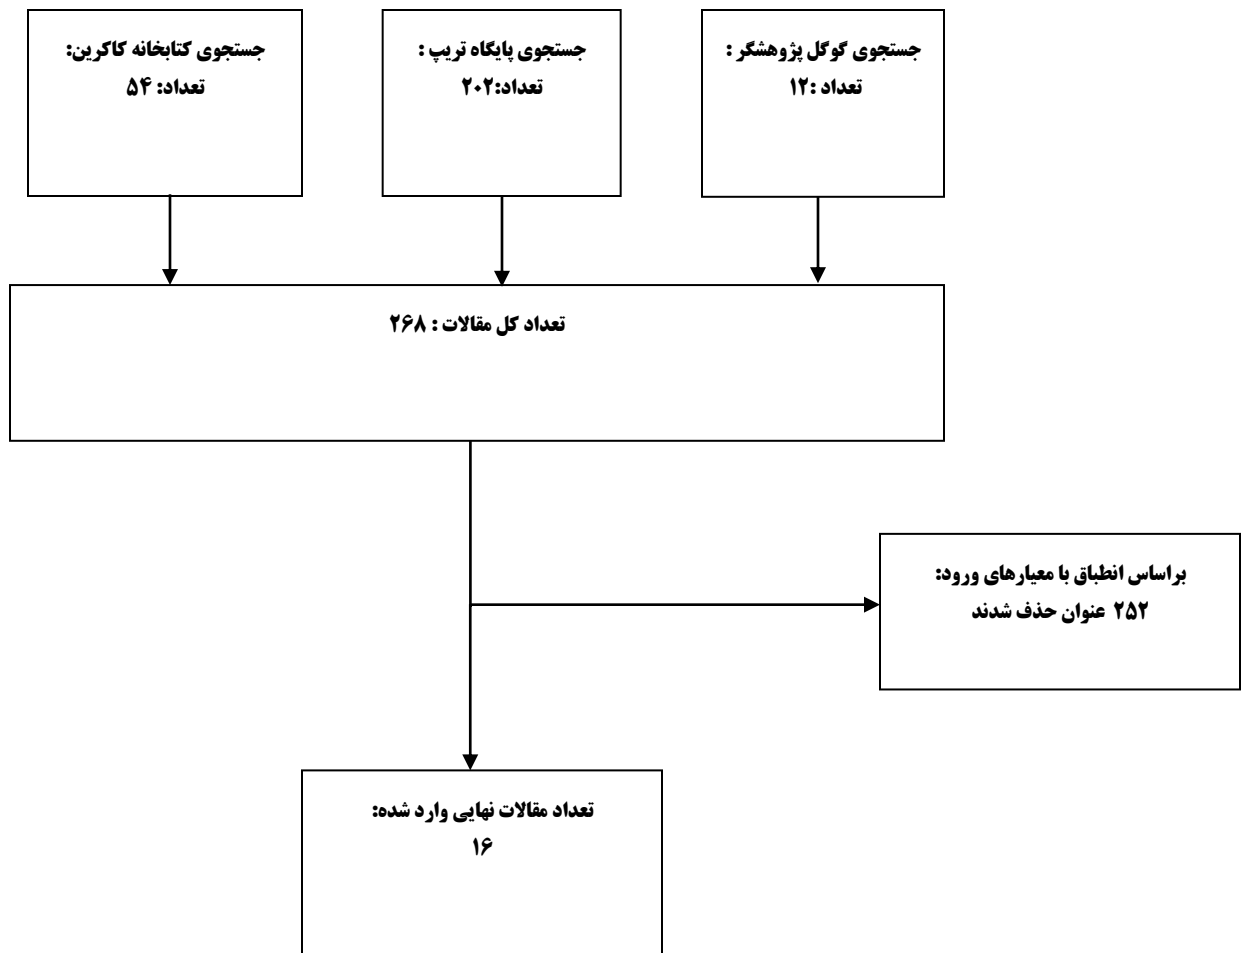 جستجوی گوگل پژوهشگر :
تعداد :۱۲
جستجوی پایگاه تریپ :
تعداد:۲۰۲
جستجوی کتابخانه کاکرین:
تعداد: ۵۴
تعداد کل مقالات : ۲۶۸
براساس انطباق با معیارهای ورود:
۲۵۲ عنوان حذف شدند
تعداد مقالات نهایی وارد شده:
۱۶